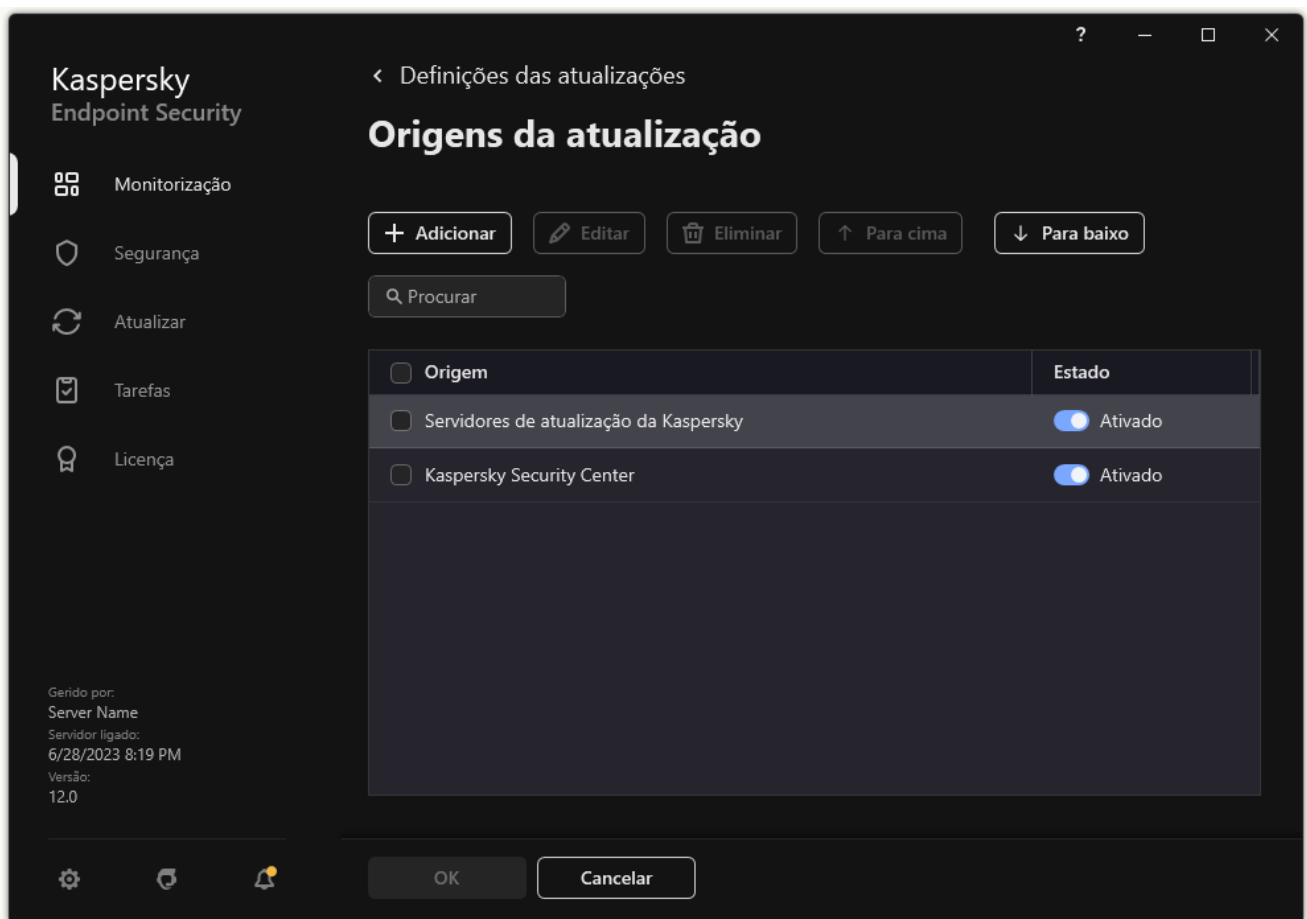 ?
Kaspersky
Endpoint Security
Definições das atualizações
Origens da atualização
Monitorização
Segurança
Atualizar
Tarefas
Licença
Adicionar Editar Eliminar Para cima Para baixo
Procurar
Origem Estado
Servidores de atualização da Kaspersky Ativado
Kaspersky Security Center Ativado
Gerido por:
Server Name
Servidor ligado:
6/28/2023 8:19 PM
Versão:
12.0
OK Cancelar